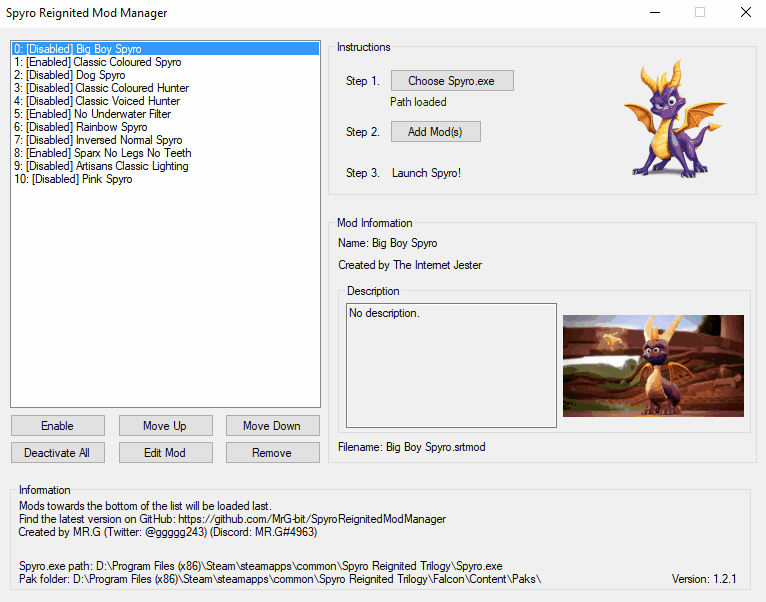 Spyro Reignited Mod Manager
0: [Disabled] Big Boy Spyro
1: [Enabled] Classic Coloured Spyro
2: [Disabled] Dog Spyro
3: [Disabled] Classic Coloured Hunter
4: [Disabled] Classic Voiced Hunter
5: [Enabled] No Underwater Filter
6: [Disabled] Rainbow Spyro
7: [Disabled] Inversed Normal Spyro
8: [Enabled] Sparx No Legs No Teeth
9: [Disabled] Artisans Classic Lighting
10: [Disabled] Pink Spyro
Enable
Move Up
Move Down
Deactivate All
Edit Mod
Remove
Instructions
Step 1.
Choose Spyro.exe
Path loaded
Step 2.
Add Mod(s)
Step 3.
Launch Spyro!
Mod Information
Name: Big Boy Spyro
Created by The Internet Jester
Description
No description.
Filename: Big Boy Spyro.srtmod
Information
Mods towards the bottom of the list will be loaded last.
Find the latest version on GitHub: https://github.com/MrG-bit/SpyroReignitedModManager
Created by MR.G (Twitter: @ggggg243) (Discord: MR.G#4963)
Spyro.exe path: D:\Program Files (x86)\Steam\steamapps\common\Spyro Reignited Trilogy\Spyro.exe
Pak folder: D:\Program Files (x86)\Steam\steamapps\common\Spyro Reignited Trilogy\Falcon\Content\Paks\
Version: 1.2.1